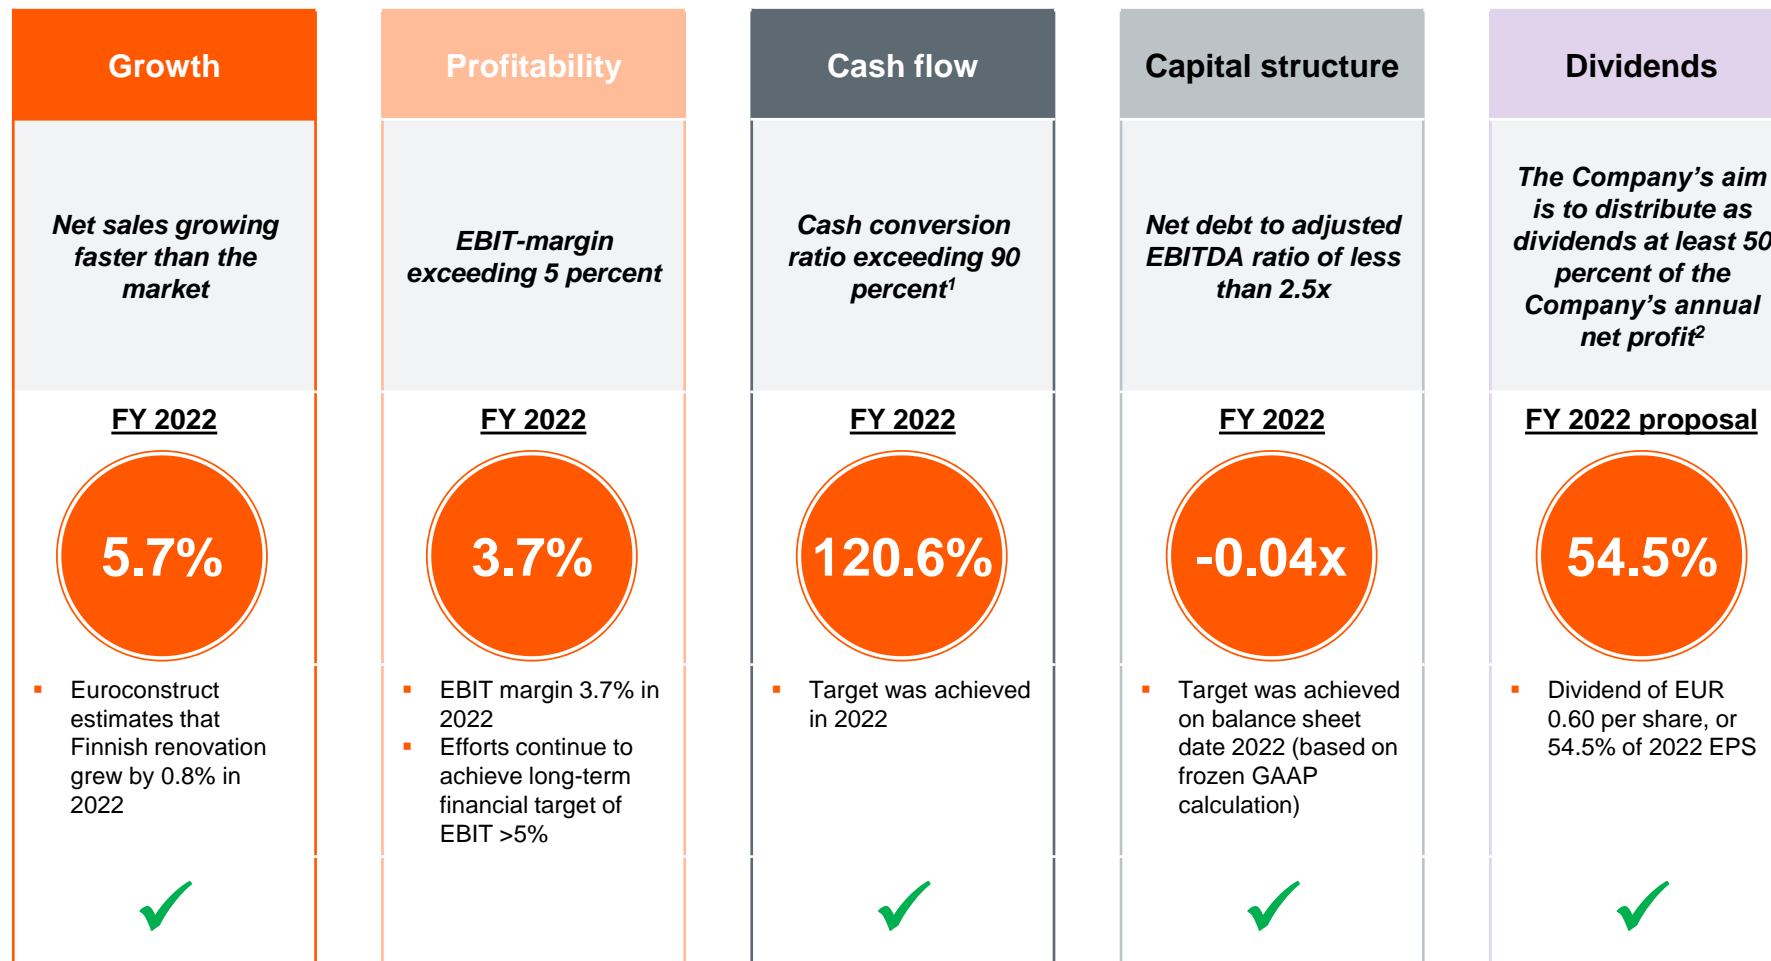 Growth
Net sales growing
faster than the
market
FY 2022
5.7%
▪ Euroconstruct
estimates that
Finnish renovation
grew by 0.8% in
2022
Profitability
EBIT-margin
exceeding 5 percent
FY 2022
3.7%
▪ EBIT margin 3.7% in
2022
▪ Efforts continue to
achieve long-term
financial target of
EBIT >5%
Cash flow
Cash conversion
ratio exceeding 90
percent¹
FY 2022
120.6%
▪ Target was achieved
in 2022
Capital structure
Net debt to adjusted
EBITDA ratio of less
than 2.5x
FY 2022
-0.04x
▪ Target was achieved
on balance sheet
date 2022 (based on
frozen GAAP
calculation)
Dividends
The Company’s aim
is to distribute as
dividends at least 50
percent of the
Company’s annual
net profit²
FY 2022 proposal
54.5%
▪ Dividend of EUR
0.60 per share, or
54.5% of 2022 EPS